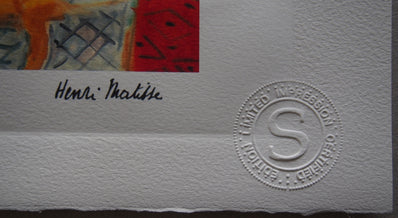 Henri Matisse
LIMITED IMPRESSION CERTIFIED EDITION
S